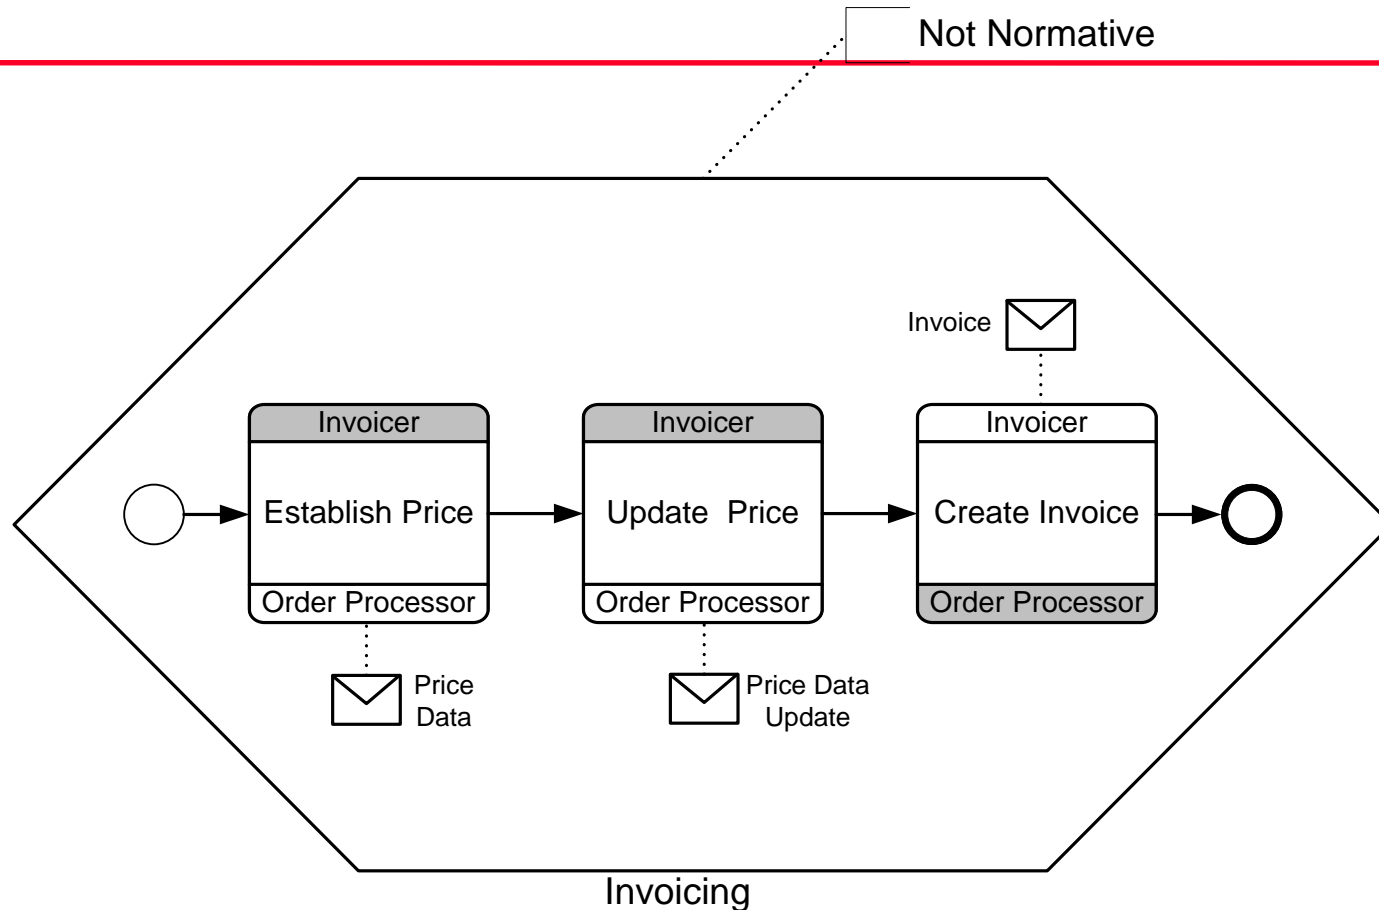 Not Normative
Invoice
Invoicer
Invoicer
Invoicer
Establish Price
Update Price
Create Invoice
Order Processor
Order Processor
Order Processor
Price
Data
Price Data
Update
Invoicing